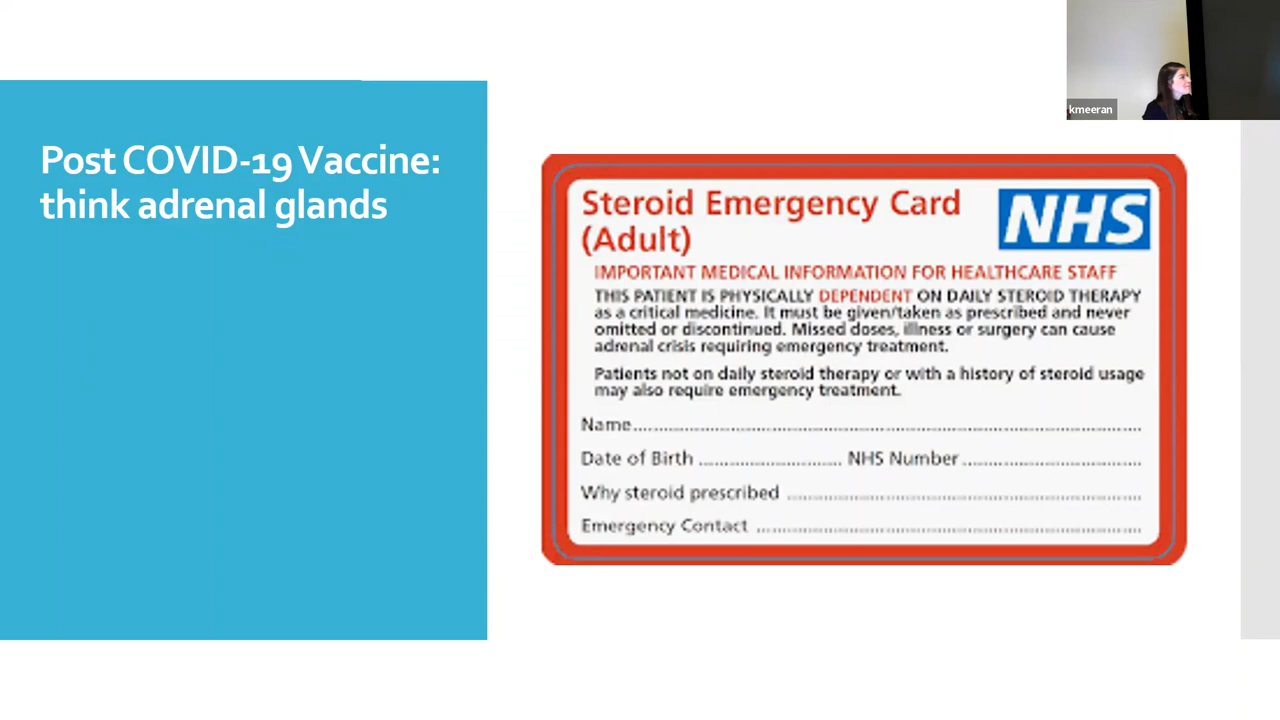 kmeeran
Post COVID-19 Vaccine:
think adrenal glands
Steroid Emergency Card
(Adult)
NHS
IMPORTANT MEDICAL INFORMATION FOR HEALTHCARE STAFF
THIS PATIENT IS PHYSICALLY DEPENDENT ON DAILY STEROID THERAPY
as a critical medicine. It must be given/taken as prescribed and never
omitted or discontinued. Missed doses, illness or surgery can cause
adrenal crisis requiring emergency treatment.
Patients not on daily steroid therapy or with a history of steroid usage
may also require emergency treatment.
Name
Date of Birth NHS Number
Why steroid prescribed
Emergency Contact